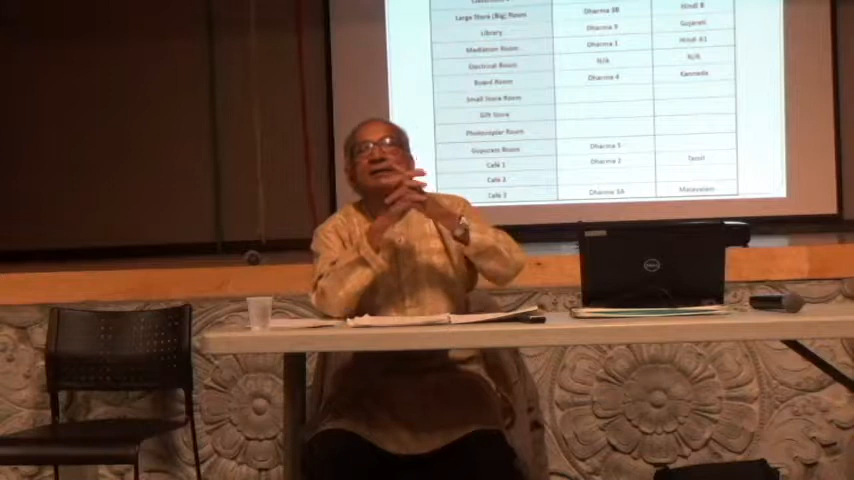 Large Store (Big) Room Dharma 3B Hindi B
Library Dharma 3 Gujarati
Meditation Room Dharma 1 Hindi A1
Electrical Room N/A N/A
Board Room Dharma 4 Kannada
Small Store Room
Gift Store
Photocopier Room
Gopuram Room Dharma 5
Café 1 Dharma 2 Tamil
Café 2
Café 3 Dharma 1A Malayalam
DELL